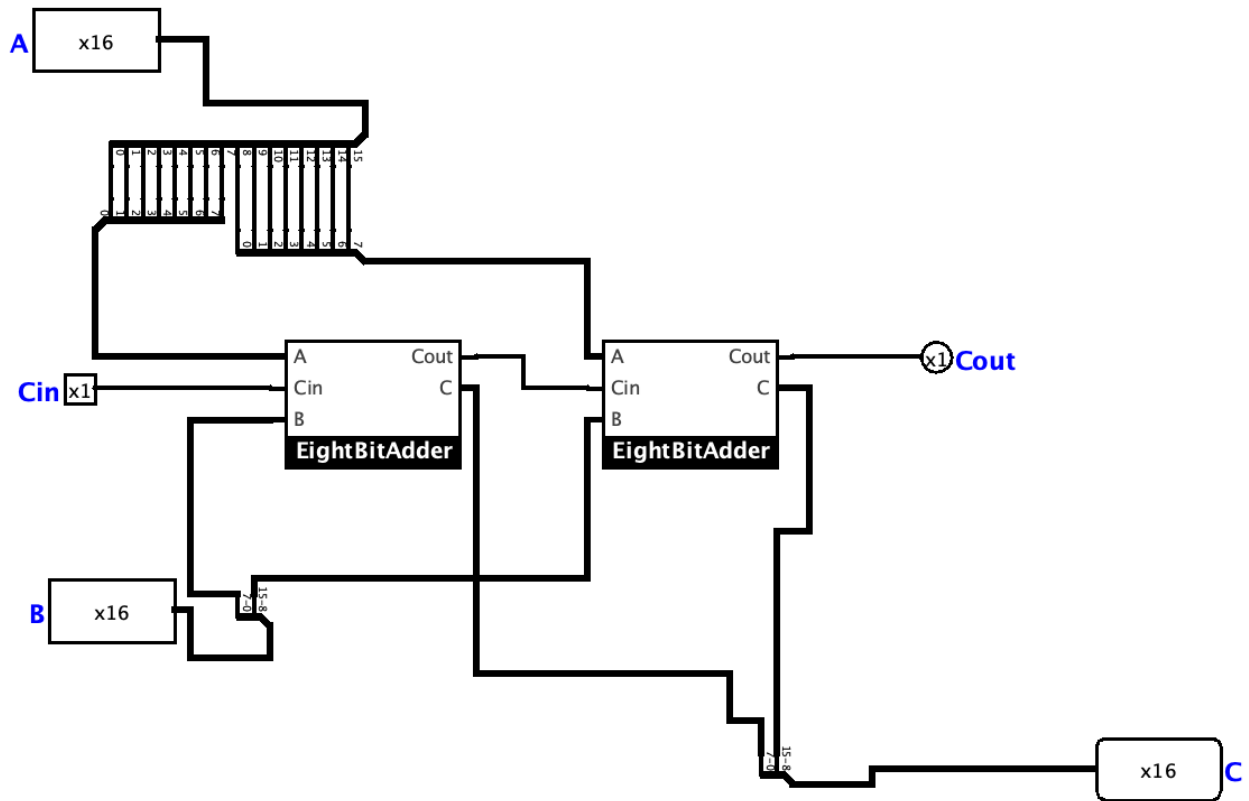 A x16
0 1 2 3 4 5 6 7 8 9 10 11 12 13 14 15
0 1 2 3 4 5 6 7
0 1 2 3 4 5 6 7
A Cout
Cin
C
B
EightBitAdder
A Cout
Cin
C
B
EightBitAdder
Cin x1
x1 Cout
7-0 15-8
B x16
7-0 15-8
x16 C